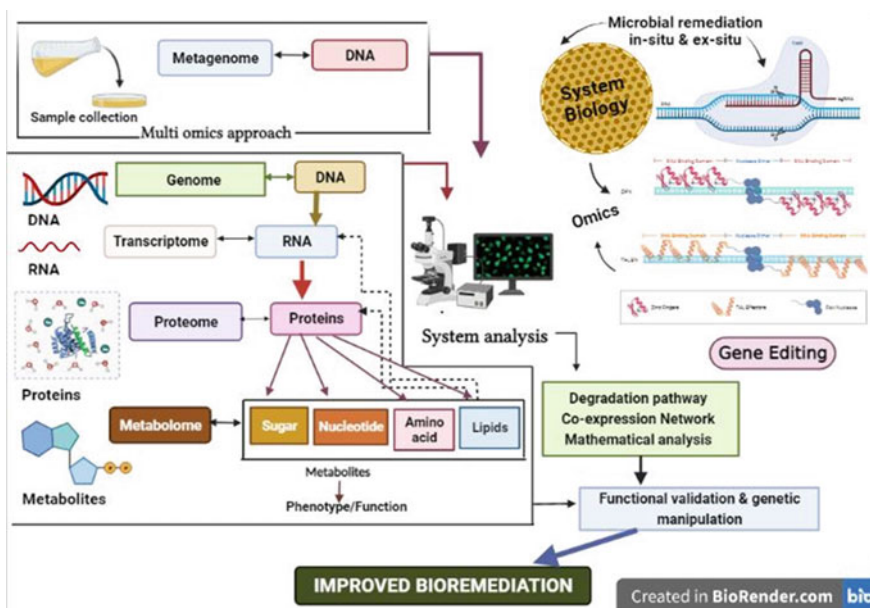 Metagenome
DNA
Sample collection
Multi omics approach
Microbial remediation
in-situ & ex-situ
System
Biology
Omics
DNA
RNA
Genome
DNA
Transcriptome
RNA
Proteome
Proteins
Proteins
System analysis
Gene Editing
Metabolome
Sugar
Nucleotide
Amino
acid
Lipids
Metabolites
Metabolites
Phenotype/Function
Degradation pathway
Co-expression Network
Mathematical analysis
Functional validation & genetic
manipulation
IMPROVED BIOREMEDIATION
Created in BioRender.com
bio